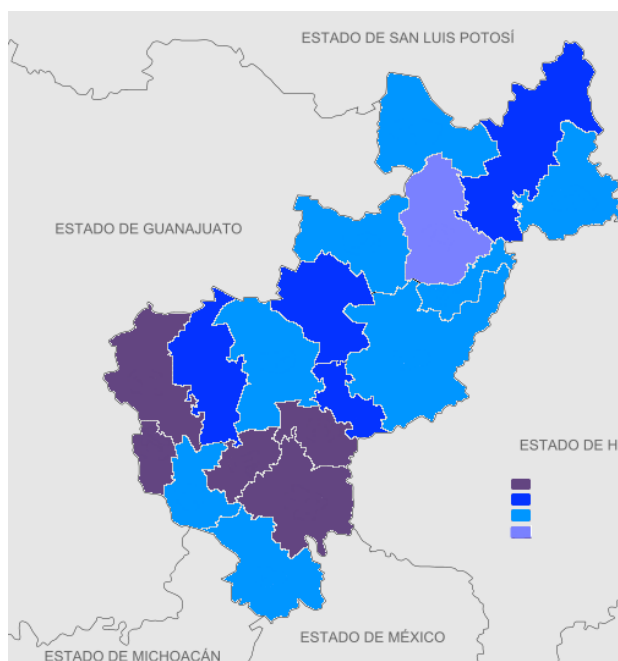 ESTADO DE SAN LUIS POTOSÍ
ESTADO DE GUANAJUATO
ESTADO DE H
ESTADO DE MÉXICO
ESTADO DE MICHOACÁN